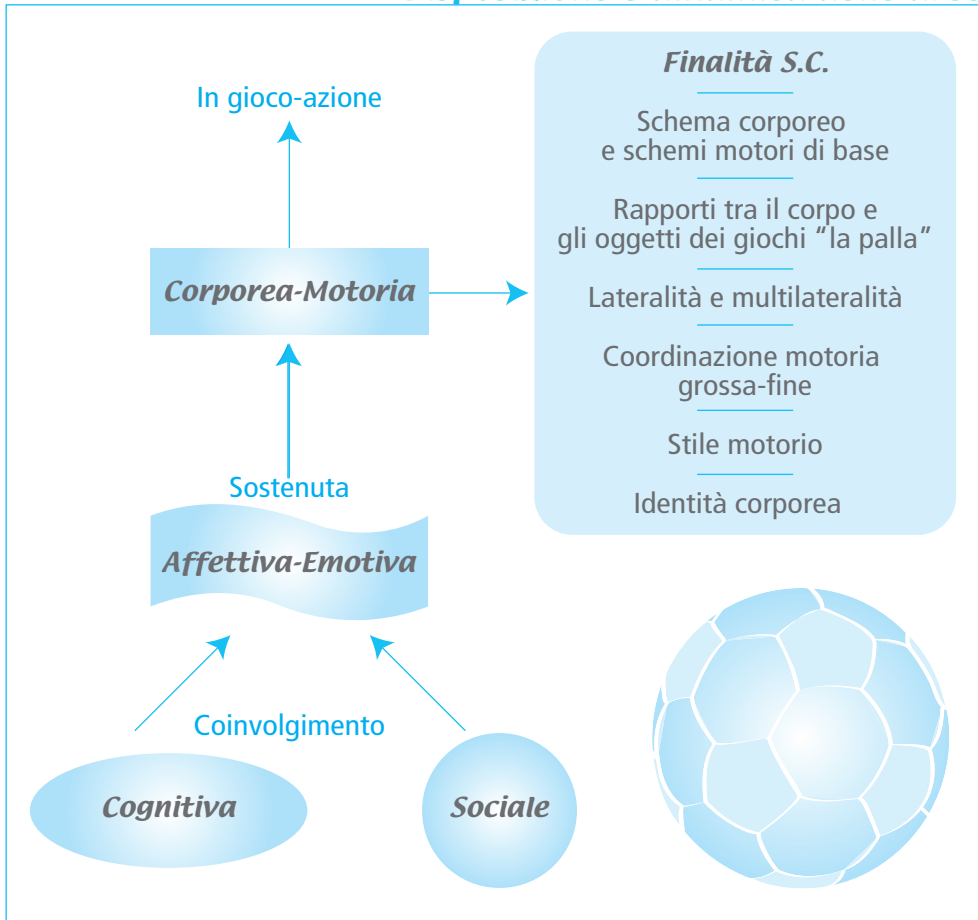 In gioco-azione
Corporea-Motoria
Sostenuta
Affettiva-Emotiva
Coinvolgimento
Cognitiva
Sociale
Finalità S.C.
Schema corporeo
e schemi motori di base
Rapporti tra il corpo e
gli oggetti dei giochi "la palla"
Lateralità e multilateralità
Coordinazione motoria
grossa-fine
Stile motorio
Identità corporea